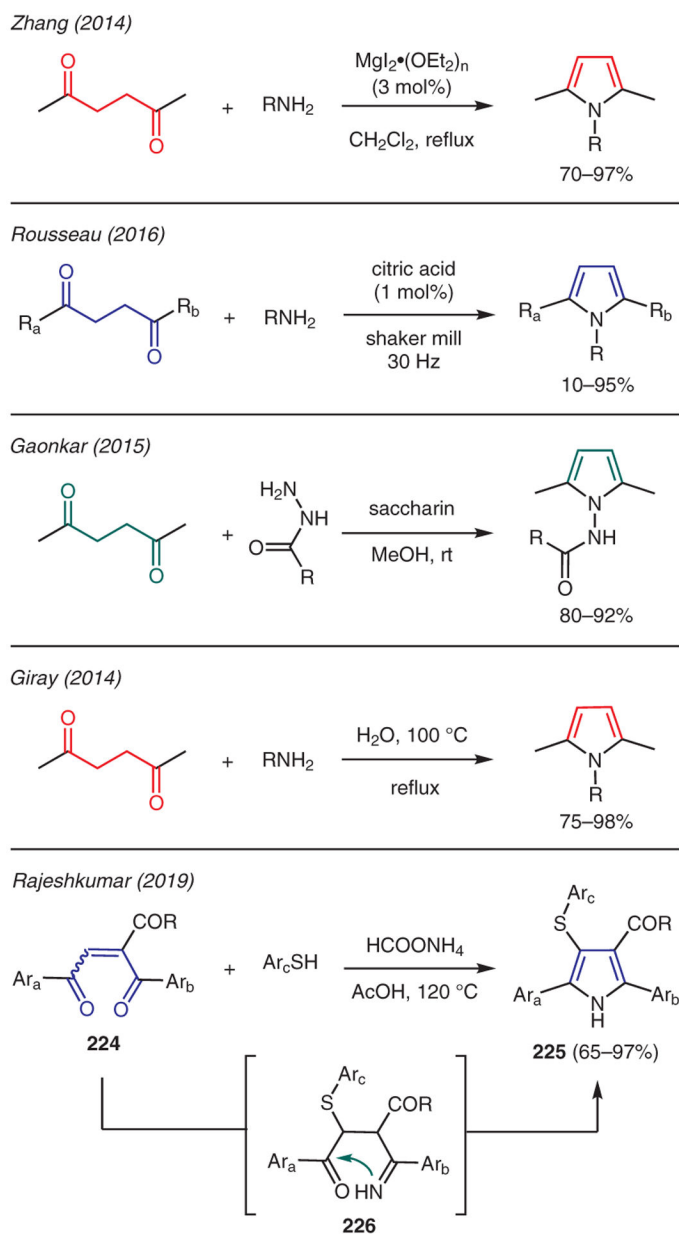 Zhang (2014)
O
O
+ RNH2
MgI2•(OEt2)n
(3 mol%)
CH2Cl2, reflux
N
R
70–97%
Rousseau (2016)
O
Ra
Rb
O
+ RNH2
citric acid
(1 mol%)
shaker mill
30 Hz
Ra N Rb
R
10–95%
Gaonkar (2015)
O
O
+
H2N
NH
O
R
saccharin
MeOH, rt
N
R NH
O
80–92%
Giray (2014)
O
O
+ RNH2
H2O, 100 °C
reflux
N
R
75–98%
Rajeshkumar (2019)
COR
Ara
Arb
O O
224
+ ArcSH
HCOONH4
AcOH, 120 °C
Arc
S COR
Ara N Arb
H
225 (65–97%)
Arc
S COR
Ara Arb
O HN
226